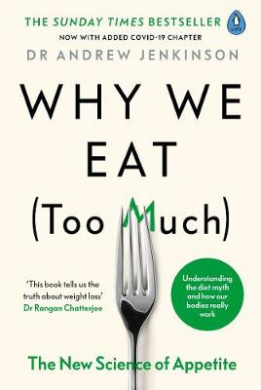 THE SUNDAY TIMES BESTSELLER
NOW WITH ADDED COVID-19 CHAPTER
DR ANDREW JENKINSON
WHY WE
EAT
(Too Much)
'This book tells us the
truth about weight loss'
Dr Rangan Chatterjee
Understanding
the diet myth
and how our
bodies really
work
The New Science of Appetite